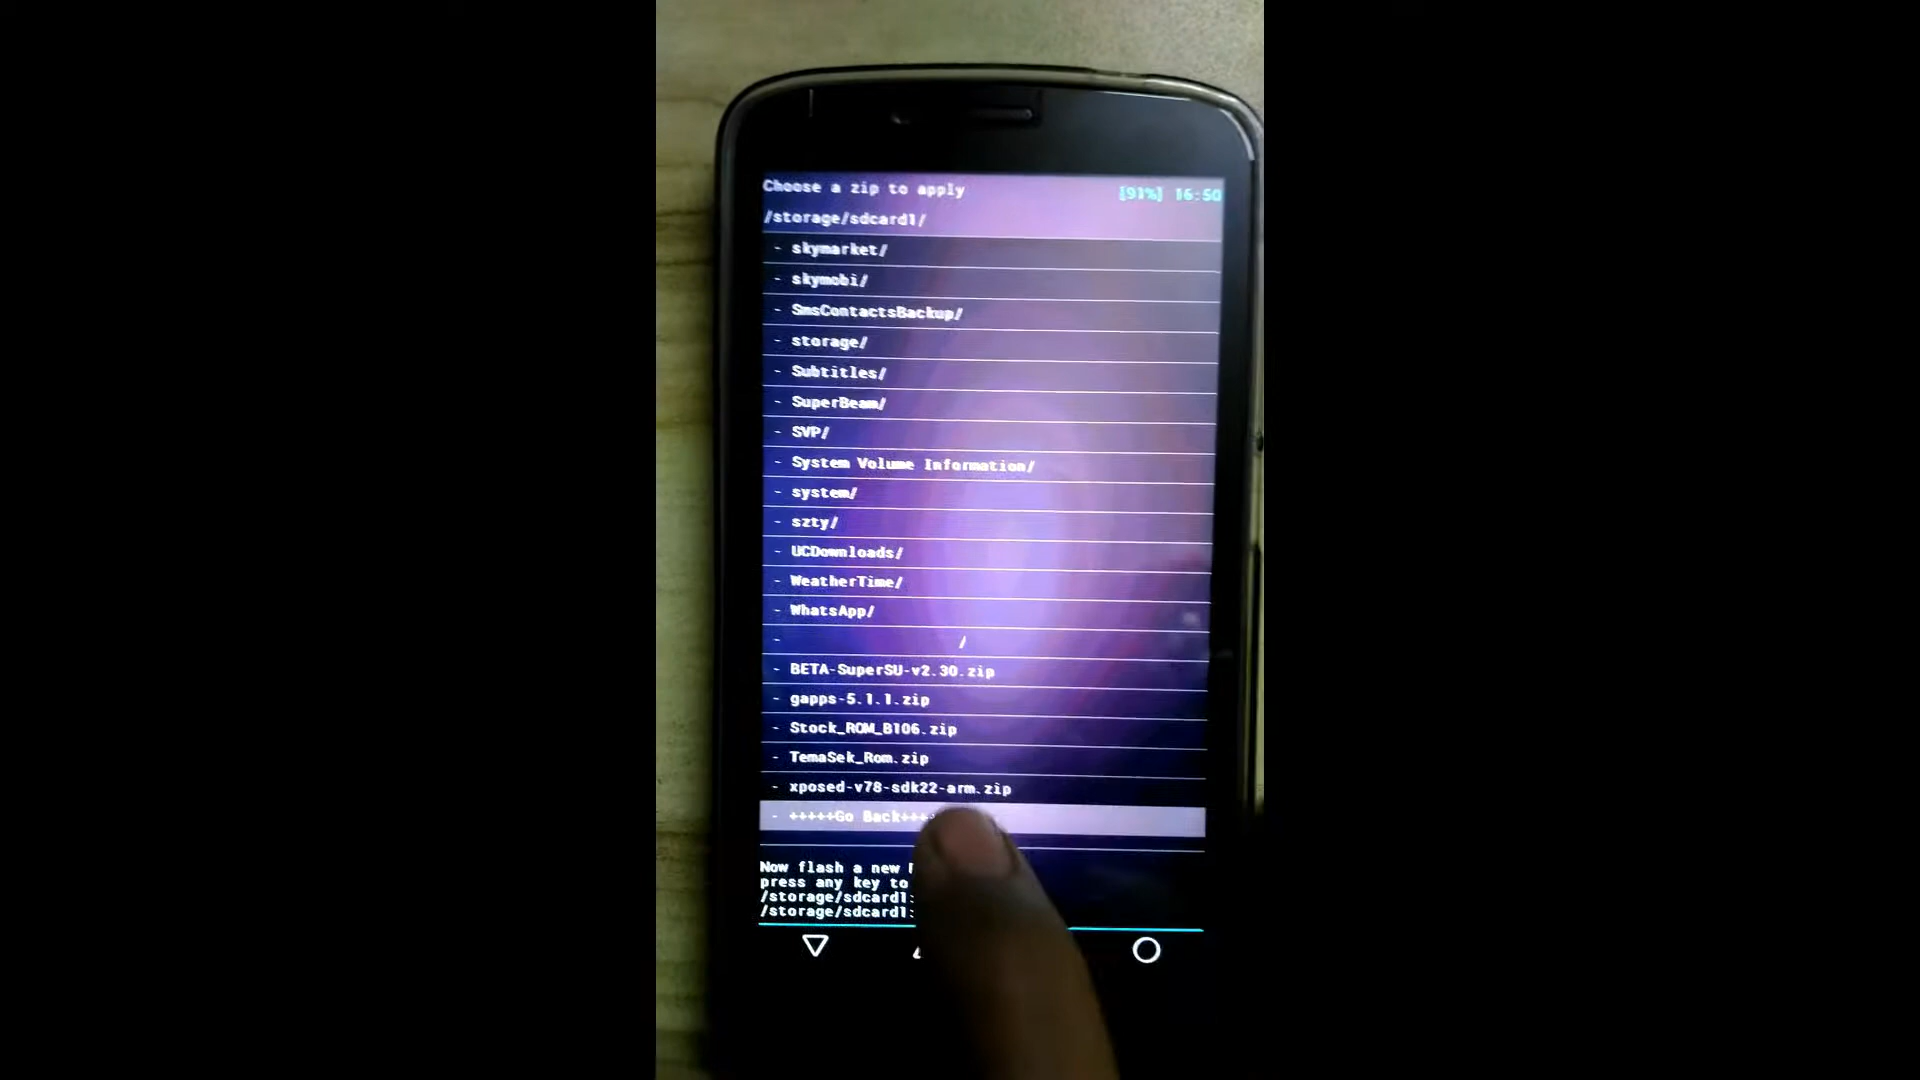 Choose a zip to apply
[91%] 16:50
/storage/sdcard1/
- skymarket/
- skymobi/
- SmsContactsBackup/
- storage/
- Subtitles/
- SuperBeam/
- SVP/
- System Volume Information/
- system/
- szty/
- UCDownloads/
- WeatherTime/
- WhatsApp/
- /
- BETA-SuperSU-v2.30.zip
- gapps-5.1.1.zip
- Stock_ROM_B106.zip
- TemaSek_Rom.zip
- xposed-v78-sdk22-arm.zip
- +++++Go Back+++
Now flash a new
press any key to
/storage/sdcard1:
/storage/sdcard1: